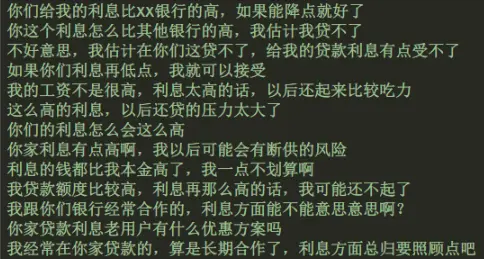 你们给我的利息比XX银行的高，如果能降点就好了
你这个利息怎么比其他银行的高，我估计我贷不了
不好意思，我估计在你们这贷不了，给我的贷款利息有点受不了
如果你们利息再低点，我就可以接受
我的工资不是很高，利息太高的话，以后还起来比较吃力
这么高的利息，以后还贷的压力太大了
你们的利息怎么会这么高
你家利息有点高啊，我以后可能会有断供的风险
利息的钱都比我本金高了，我一点不划算啊
我贷款额度比较高，利息再那么高的话，我可能还不起了
我跟你们银行经常合作的，利息方面能不能意思意思啊？
你家贷款利息老用户有什么优惠方案吗
我经常在你家贷款的，算是长期合作了，利息方面总归要照顾点吧